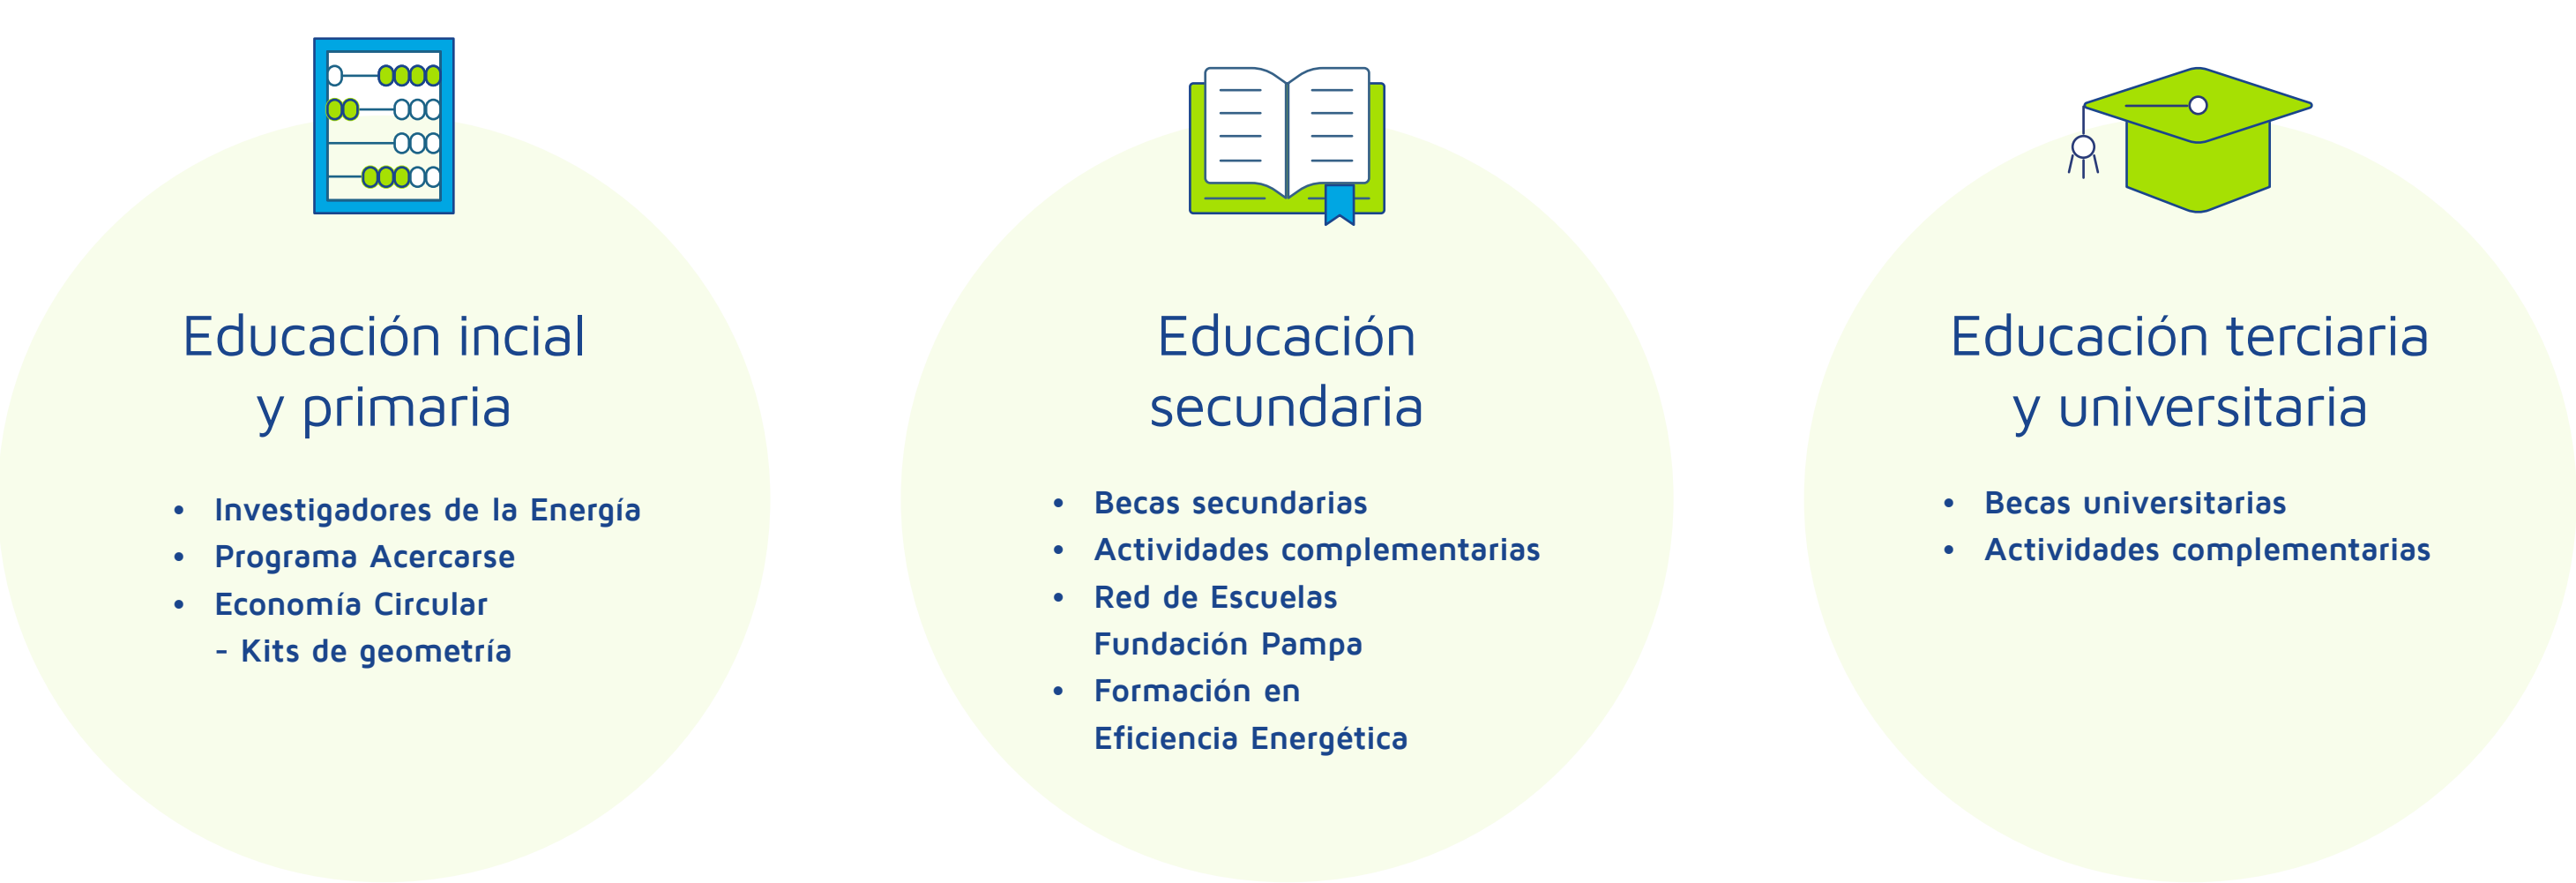 Educación incial
y primaria
• Investigadores de la Energía
• Programa Acercarse
• Economía Circular
- Kits de geometría
Educación
secundaria
• Becas secundarias
• Actividades complementarias
• Red de Escuelas
Fundación Pampa
• Formación en
Eficiencia Energética
Educación terciaria
y universitaria
• Becas universitarias
• Actividades complementarias